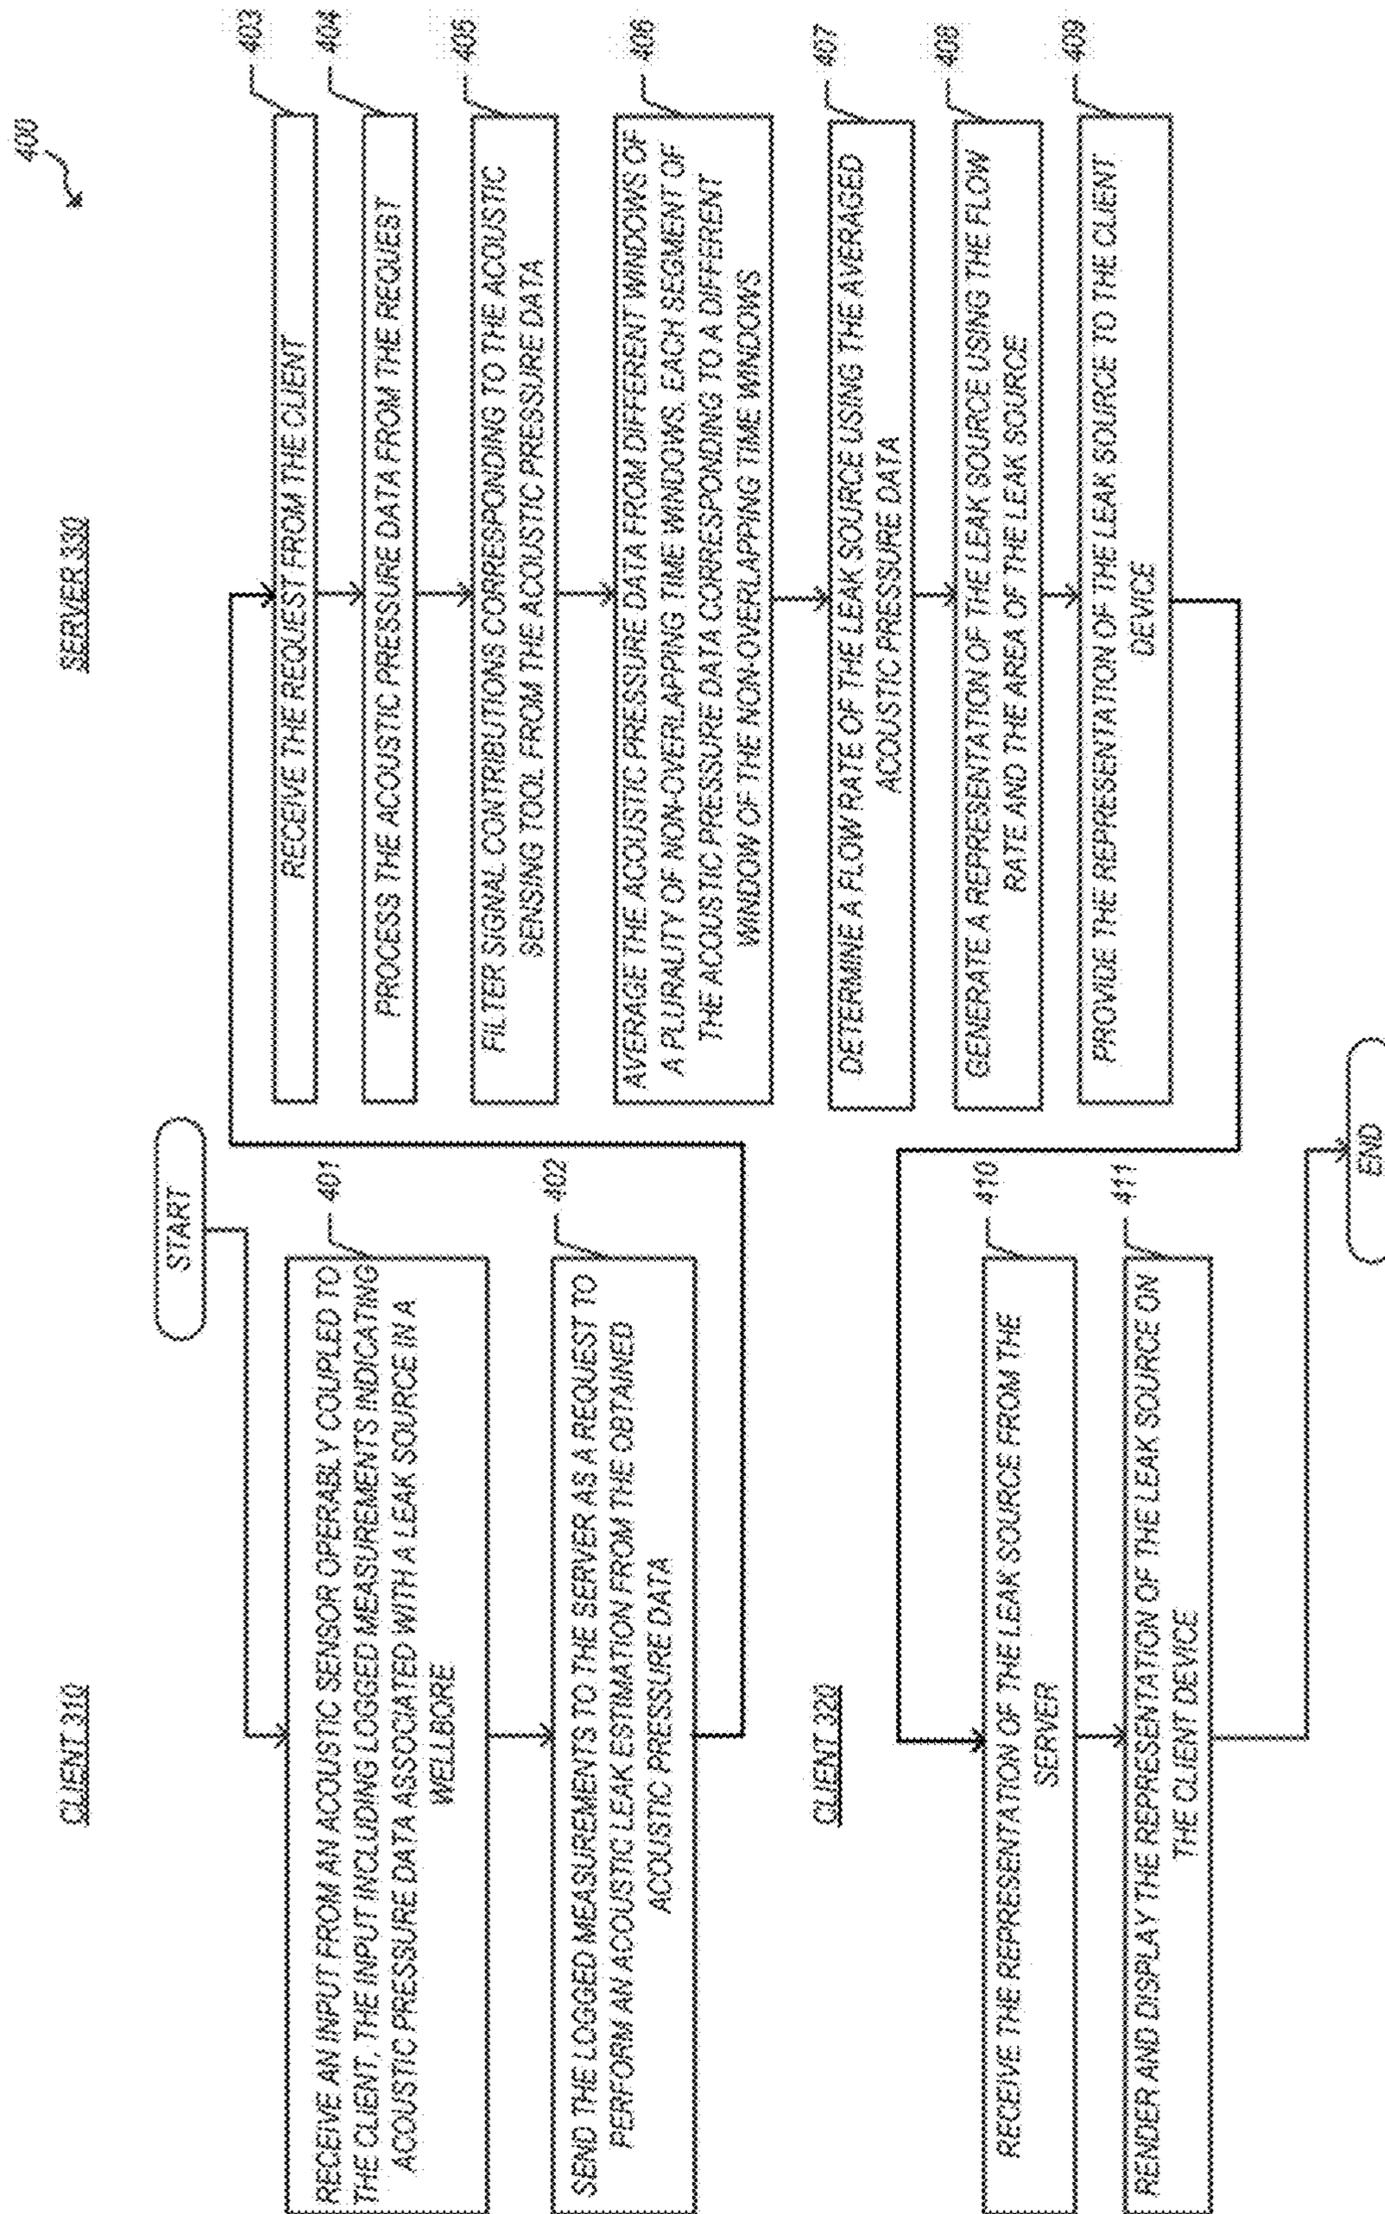 400
CLIENT 310
SERVER 330
START
RECEIVE AN INPUT FROM AN ACOUSTIC SENSOR OPERABLY COUPLED TO
THE CLIENT, THE INPUT INCLUDING LOGGED MEASUREMENTS INDICATING
ACOUSTIC PRESSURE DATA ASSOCIATED WITH A LEAK SOURCE IN A
WELLBORE
401
SEND THE LOGGED MEASUREMENTS TO THE SERVER AS A REQUEST TO
PERFORM AN ACOUSTIC LEAK ESTIMATION FROM THE OBTAINED
ACOUSTIC PRESSURE DATA
402
RECEIVE THE REQUEST FROM THE CLIENT
403
PROCESS THE ACOUSTIC PRESSURE DATA FROM THE REQUEST
404
FILTER SIGNAL CONTRIBUTIONS CORRESPONDING TO THE ACOUSTIC
SENSING TOOL FROM THE ACOUSTIC PRESSURE DATA
405
AVERAGE THE ACOUSTIC PRESSURE DATA FROM DIFFERENT WINDOWS OF
A PLURALITY OF NON-OVERLAPPING TIME WINDOWS, EACH SEGMENT OF
THE ACOUSTIC PRESSURE DATA CORRESPONDING TO A DIFFERENT
WINDOW OF THE NON-OVERLAPPING TIME WINDOWS
406
DETERMINE A FLOW RATE OF THE LEAK SOURCE USING THE AVERAGED
ACOUSTIC PRESSURE DATA
407
GENERATE A REPRESENTATION OF THE LEAK SOURCE USING THE FLOW
RATE AND THE AREA OF THE LEAK SOURCE
408
PROVIDE THE REPRESENTATION OF THE LEAK SOURCE TO THE CLIENT
DEVICE
409
CLIENT 320
RECEIVE THE REPRESENTATION OF THE LEAK SOURCE FROM THE
SERVER
410
RENDER AND DISPLAY THE REPRESENTATION OF THE LEAK SOURCE ON
THE CLIENT DEVICE
411
END